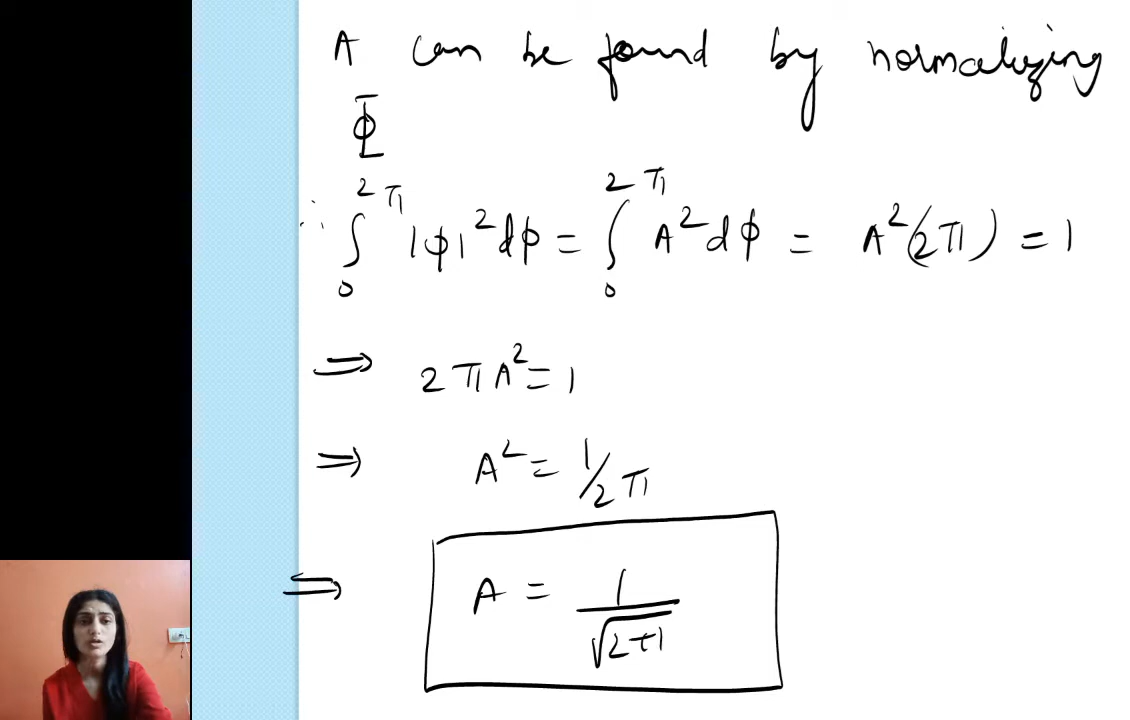 A can be found by normalizing
Φ
∴ ∫₀^2π |φ|² dφ = ∫₀^2π A² dφ = A²(2π) = 1
⇒ 2πA² = 1
⇒ A² = 1/2π
⇒ A = 1/√2π